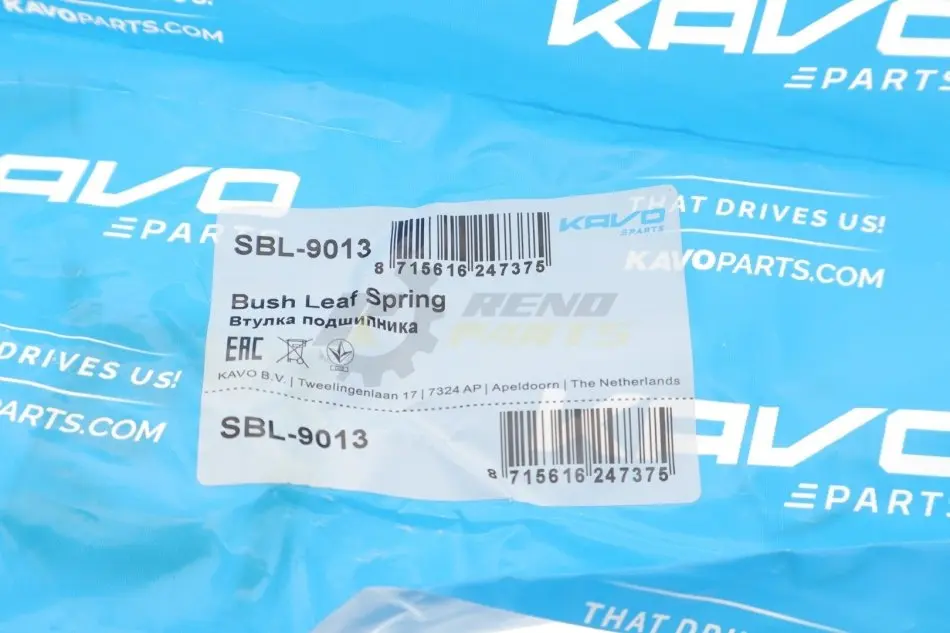 KAVOPARTS.COM
KAVO
PARTS
KAVO
PARTS
THAT DRIVES US!
KAVOPARTS.COM
SBL-9013
8 715616 247375
KAVO
PARTS
Bush Leaf Spring
Втулка подшипника
RENO
PARTS
EAC
KAVO B.V. | Tweelingenlaan 17 | 7324 AP | Apeldoorn | The Netherlands
DRIVES US!
KAVOPARTS.COM
SBL-9013
8 715616 247375
KAVO
PARTS
THAT DRIVES US!